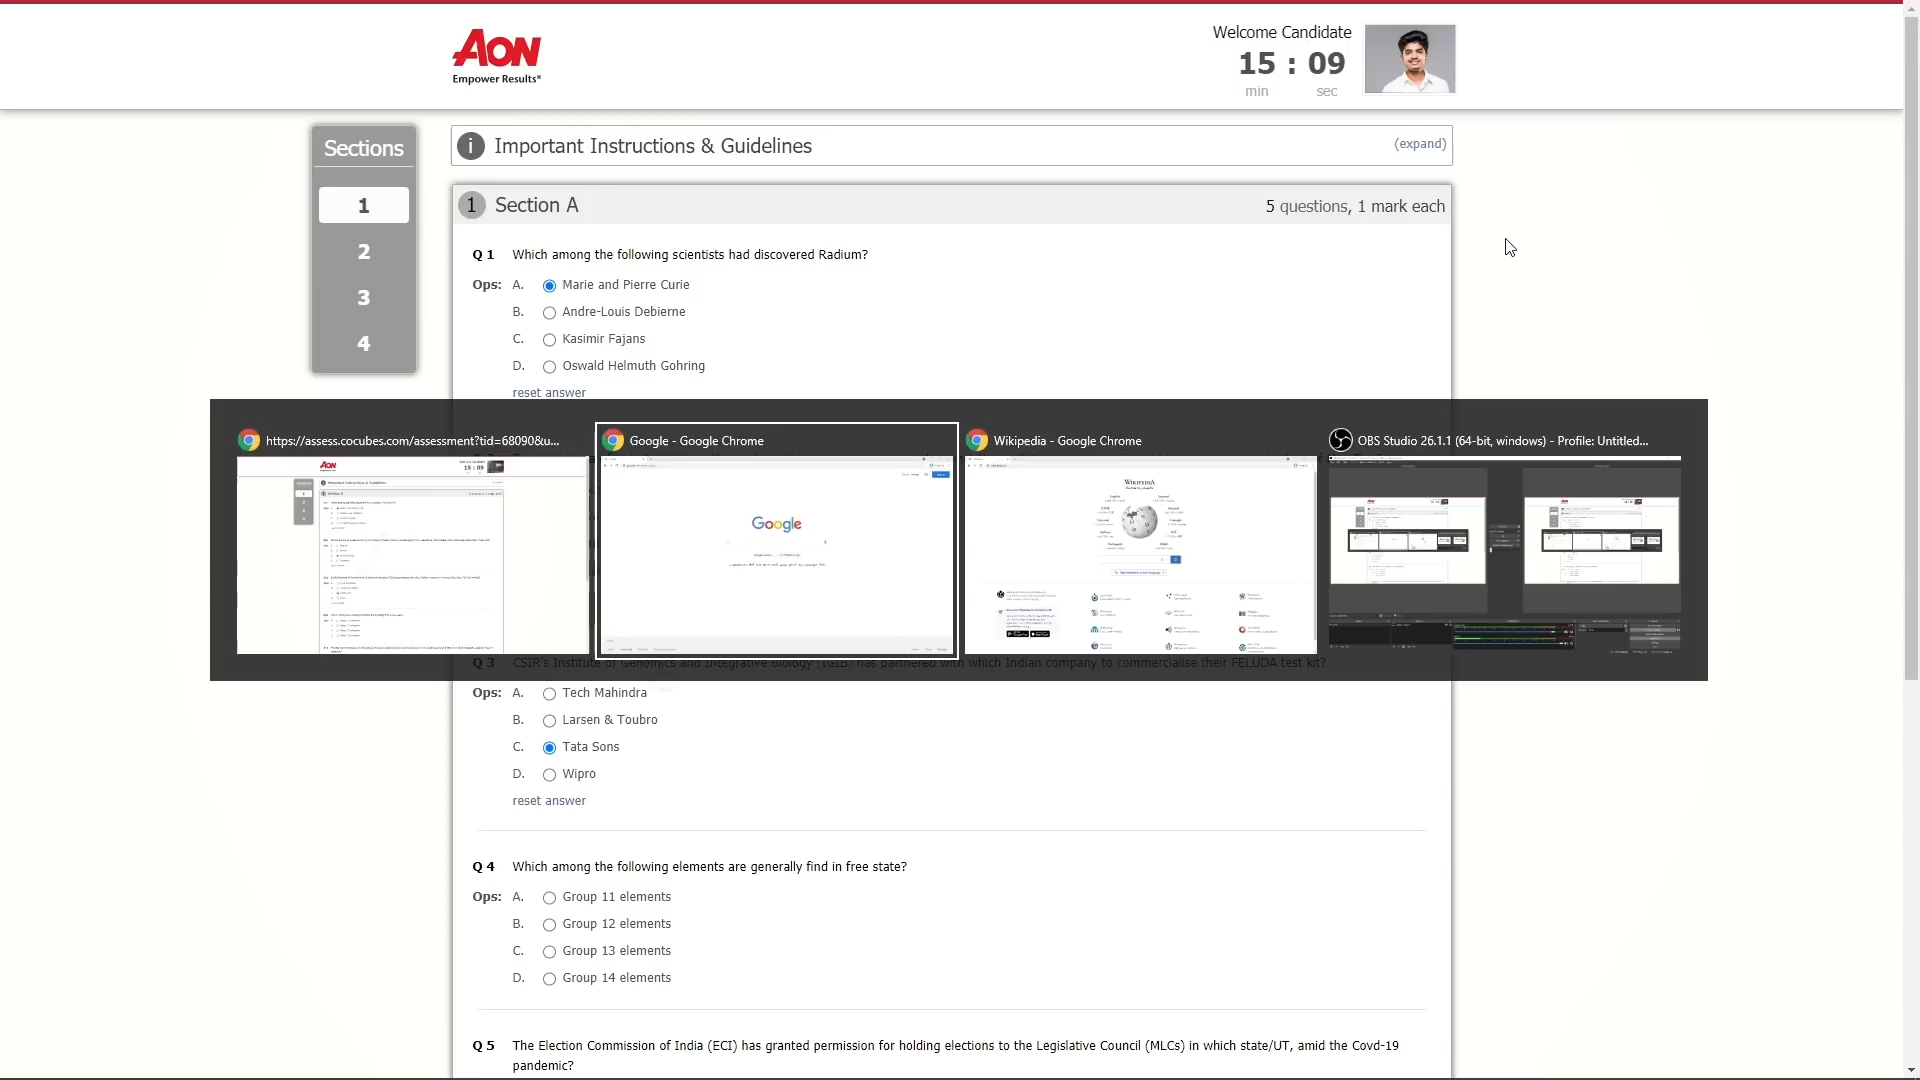 AON
Empower Results®
Welcome Candidate
15 : 09
min sec
Sections
1
2
3
4
i Important Instructions & Guidelines (expand)
1 Section A 5 questions, 1 mark each
Q 1 Which among the following scientists had discovered Radium?
Ops: A. Marie and Pierre Curie
B. Andre-Louis Debierne
C. Kasimir Fajans
D. Oswald Helmuth Gohring
reset answer
https://assess.cocubes.com/assessment?tid=68090&u...
Google - Google Chrome
Wikipedia - Google Chrome
OBS Studio 26.1.1 (64-bit, windows) - Profile: Untitled...
AON
15 : 09
Google
WIKIPEDIA
Q 3 CSIR's Institute of Genomics and Integrative Biology (IGIB) has partnered with which Indian company to commercialise their FELUDA test kit?
Ops: A. Tech Mahindra
B. Larsen & Toubro
C. Tata Sons
D. Wipro
reset answer
Q 4 Which among the following elements are generally find in free state?
Ops: A. Group 11 elements
B. Group 12 elements
C. Group 13 elements
D. Group 14 elements
Q 5 The Election Commission of India (ECI) has granted permission for holding elections to the Legislative Council (MLCs) in which state/UT, amid the Covd-19
pandemic?